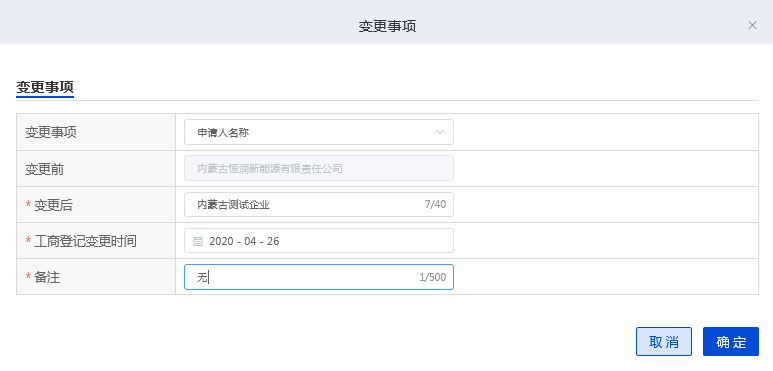 变更事项
变更事项
变更事项 申请人名称
变更前 内蒙古恒润新能源有限责任公司
* 变更后 内蒙古测试企业 7/40
* 工商登记变更时间 2020 - 04 - 26
* 备注 无 1/500
取消 确定